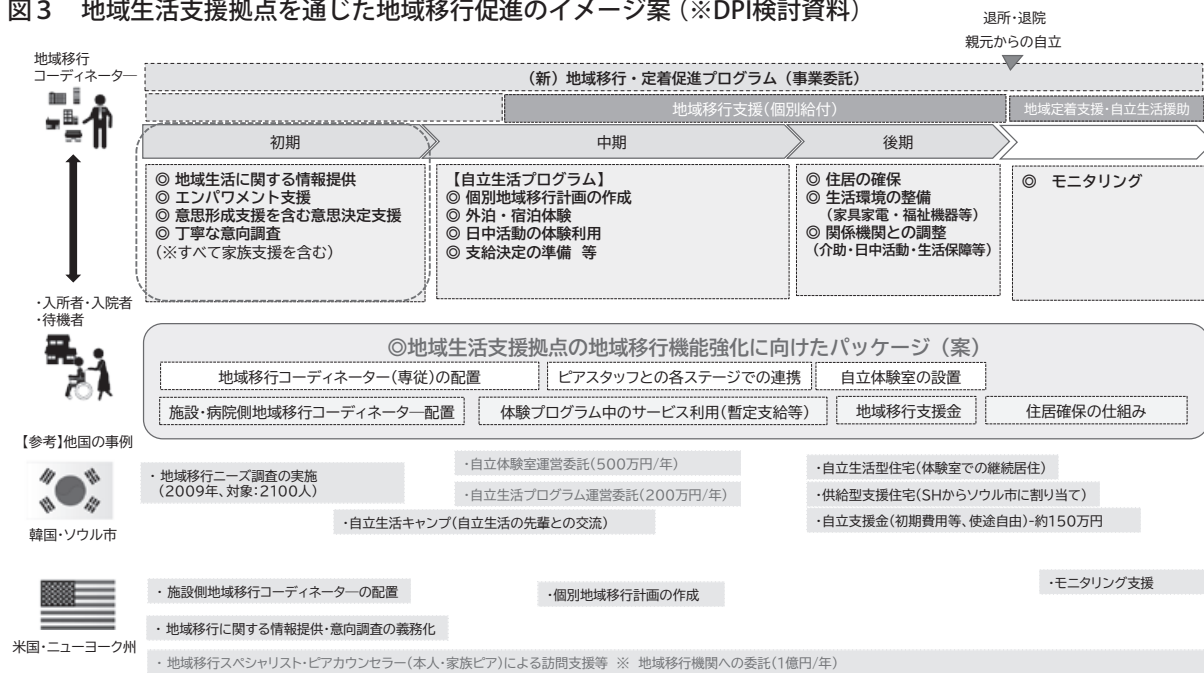 図３　地域生活支援拠点を通じた地域移行促進のイメージ案（※DPI検討資料）
退所・退院
親元からの自立
地域移行
コーディネーター
（新）地域移行・定着促進プログラム（事業委託）
地域移行支援（個別給付）
地域定着支援・自立生活援助
初期
中期
後期
◎ 地域生活に関する情報提供
◎ エンパワメント支援
◎ 意思形成支援を含む意思決定支援
◎ 丁寧な意向調査
（※すべて家族支援を含む）
【自立生活プログラム】
◎ 個別地域移行計画の作成
◎ 外泊・宿泊体験
◎ 日中活動の体験利用
◎ 支給決定の準備 等
◎ 住居の確保
◎ 生活環境の整備
（家具家電・福祉機器等）
◎ 関係機関との調整
（介助・日中活動・生活保障等）
◎ モニタリング
・入所者・入院者
・待機者
◎地域生活支援拠点の地域移行機能強化に向けたパッケージ（案）
地域移行コーディネーター（専従）の配置
ピアスタッフとの各ステージでの連携
自立体験室の設置
施設・病院側地域移行コーディネーター配置
体験プログラム中のサービス利用（暫定支給等）
地域移行支援金
住居確保の仕組み
【参考】他国の事例
韓国・ソウル市
・地域移行ニーズ調査の実施
（2009年、対象：2100人）
・自立体験室運営委託（500万円/年）
・自立生活プログラム運営委託（200万円/年）
・自立生活キャンプ（自立生活の先輩との交流）
・自立生活型住宅（体験室での継続居住）
・供給型支援住宅（SHからソウル市に割り当て）
・自立支援金（初期費用等、使途自由）-約150万円
米国・ニューヨーク州
・施設側地域移行コーディネーターの配置
・個別地域移行計画の作成
・モニタリング支援
・地域移行に関する情報提供・意向調査の義務化
・地域移行スペシャリスト・ピアカウンセラー（本人・家族ピア）による訪問支援等 ※ 地域移行機関への委託（1億円/年）